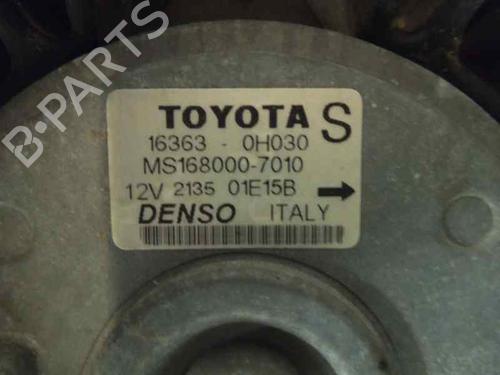 B-PARTS
TOYOTA S
16363 - 0H030
MS168000-7010
12V 2135 01E15B
DENSO ITALY